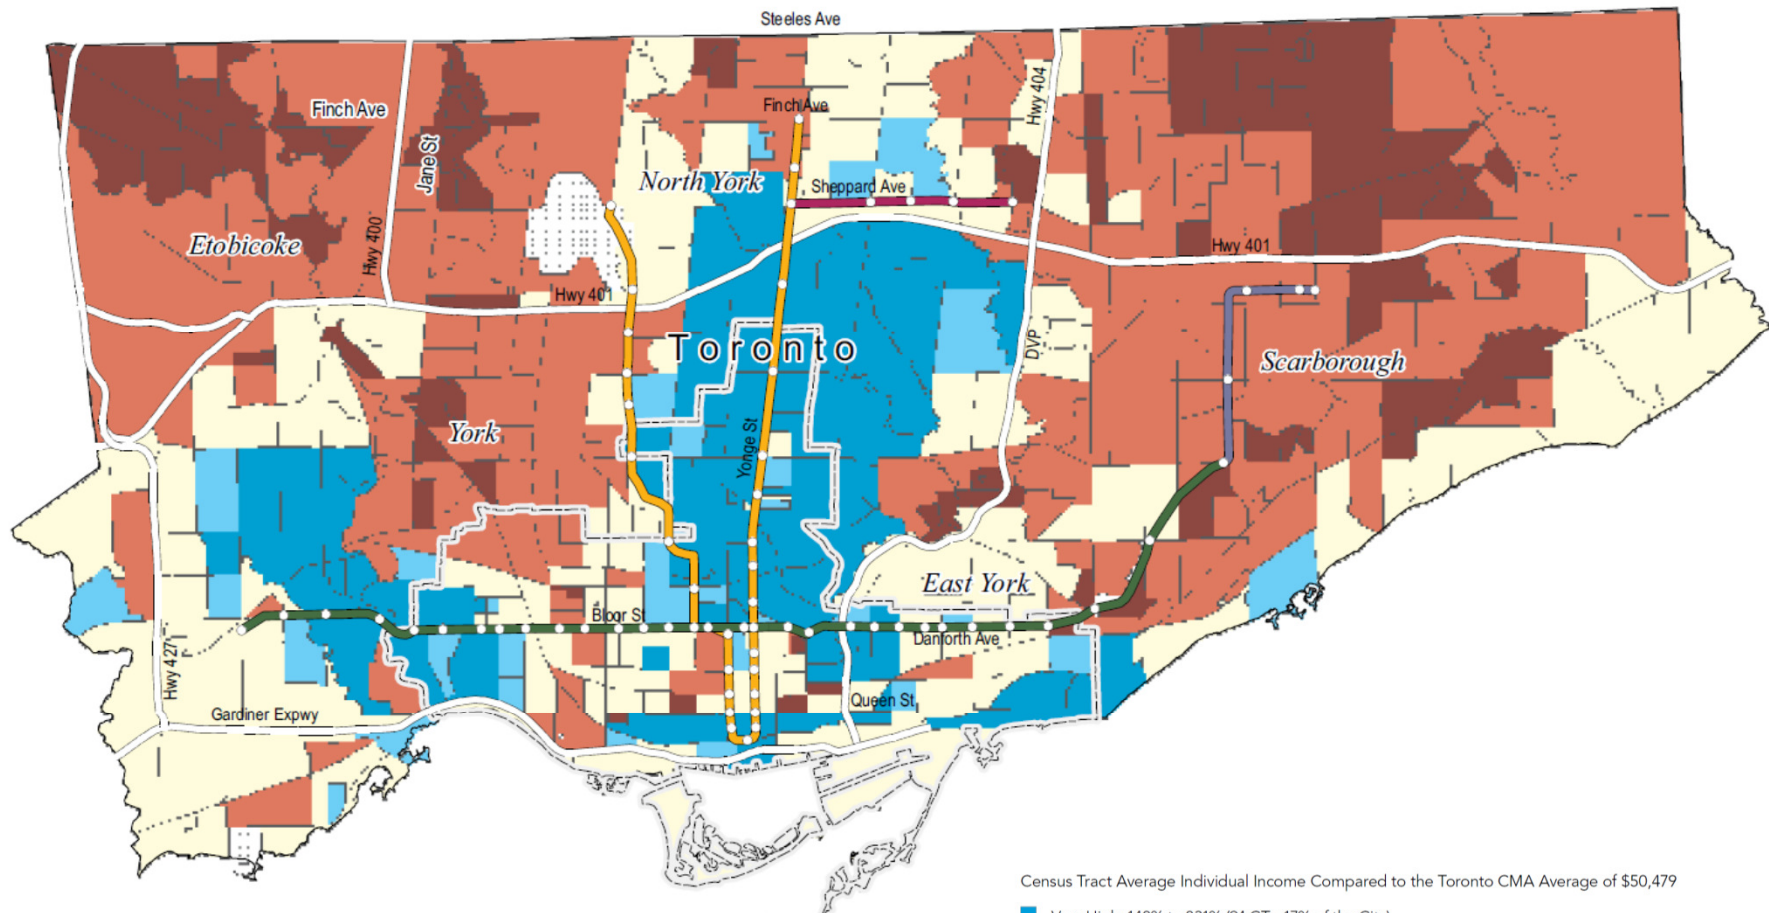 Steeles Ave
Finch Ave
Finch Ave
Hwy 404
Jane St
North York
Sheppard Ave
Etobicoke
Hwy 400
Hwy 401
Hwy 401
Toronto
DVP
Scarborough
York
Yonge St
East York
Bloor St
Danforth Ave
Hwy 427
Queen St
Gardiner Expwy
Census Tract Average Individual Income Compared to the Toronto CMA Average of $50,479